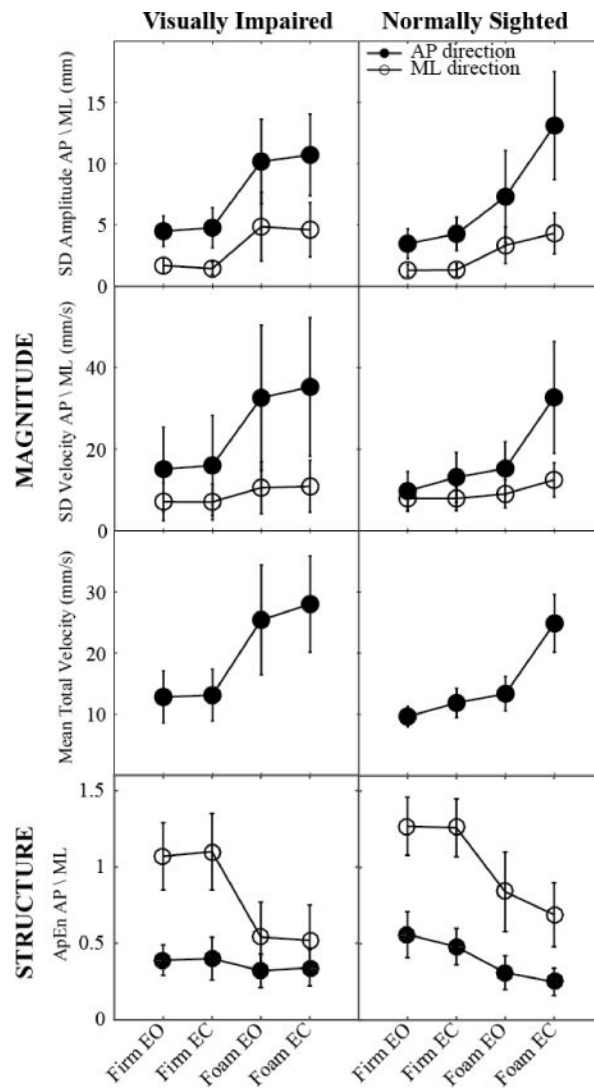 Visually Impaired
Normally Sighted
AP direction
ML direction
MAGNITUDE
SD Amplitude AP \ ML (mm)
15
10
5
0
SD Velocity AP \ ML (mm/s)
40
20
0
Mean Total Velocity (mm/s)
30
20
10
STRUCTURE
ApEn AP \ ML
1.5
1
0.5
0
Firm EO
Firm EC
Foam EO
Foam EC
Firm EO
Firm EC
Foam EO
Foam EC